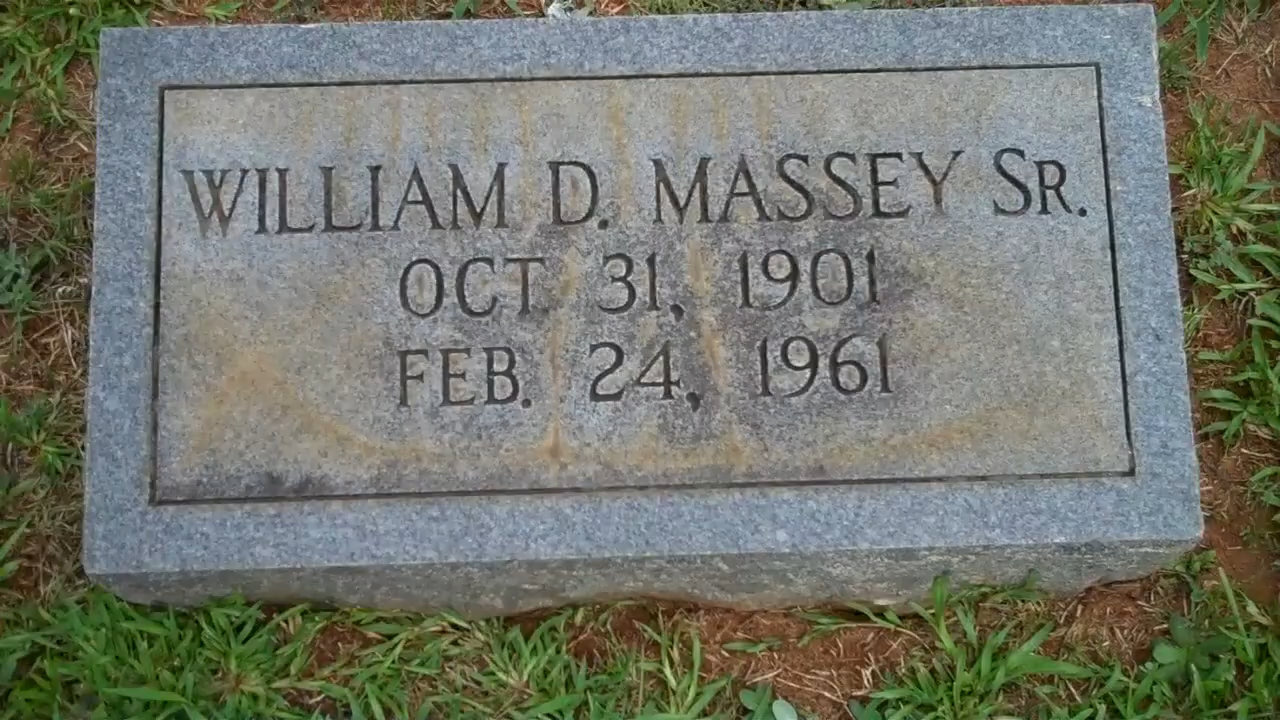 WILLIAM D. MASSEY SR.
OCT 31, 1901
FEB. 24, 1961